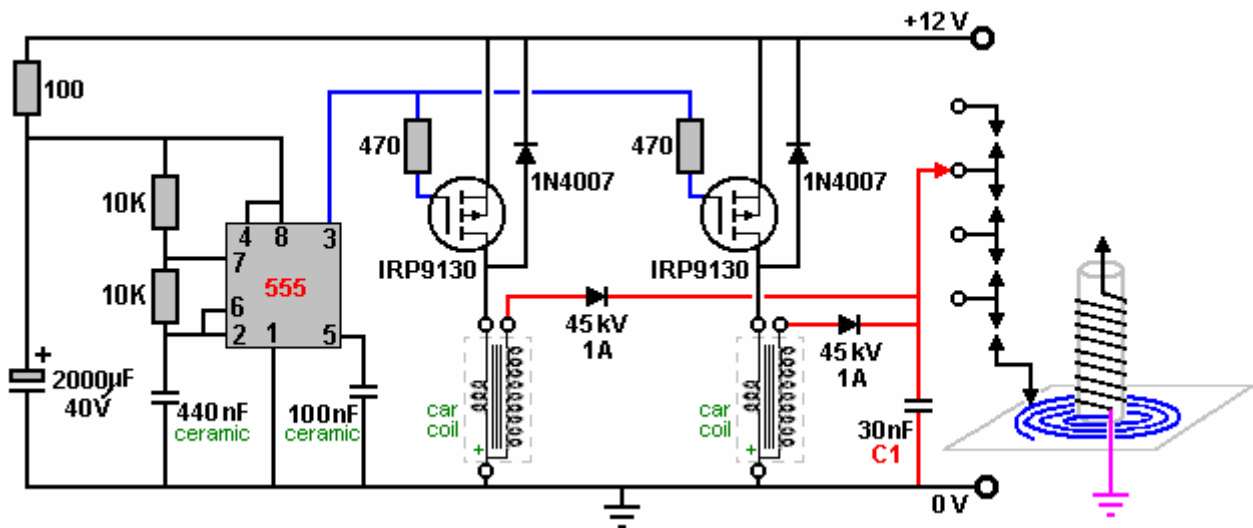 +12 V
100
470
470
1N4007
1N4007
10K
4 8 3
7
IRP9130
IRP9130
10K
555
6
2 1 5
45 kV
1A
45 kV
1A
+
2000µF
40V
440 nF
ceramic
100nF
ceramic
car
coil
+
car
coil
+
30nF
C1
0 V